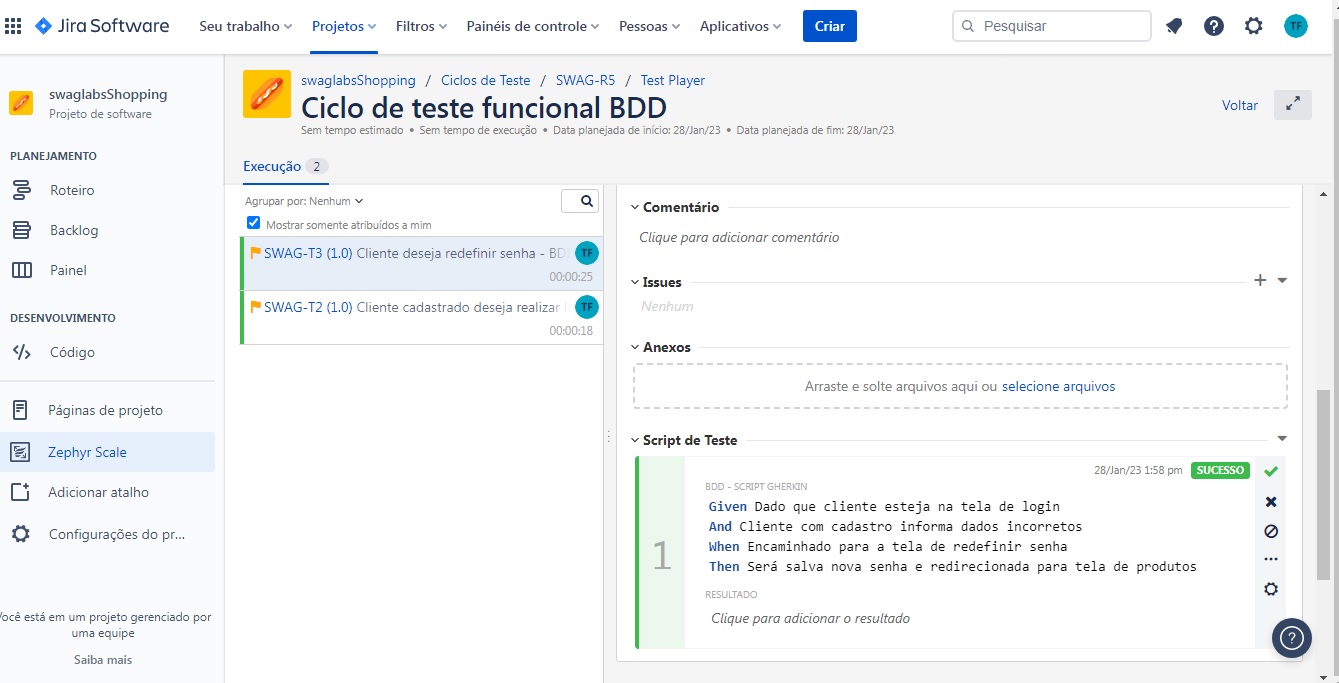 Jira Software
Seu trabalho
Projetos
Filtros
Painéis de controle
Pessoas
Aplicativos
Criar
Pesquisar
TF
swaglabsShopping
Projeto de software
PLANEJAMENTO
Roteiro
Backlog
Painel
DESENVOLVIMENTO
Código
Páginas de projeto
Zephyr Scale
Adicionar atalho
Configurações do pr...
Você está em um projeto gerenciado por
uma equipe
Saiba mais
swaglabsShopping / Ciclos de Teste / SWAG-R5 / Test Player
Ciclo de teste funcional BDD
Sem tempo estimado • Sem tempo de execução • Data planejada de início: 28/Jan/23 • Data planejada de fim: 28/Jan/23
Voltar
Execução 2
Agrupar por: Nenhum
Mostrar somente atribuídos a mim
SWAG-T3 (1.0) Cliente deseja redefinir senha - BD
TF
00:00:25
SWAG-T2 (1.0) Cliente cadastrado deseja realizar
TF
00:00:18
Comentário
Clique para adicionar comentário
Issues
Nenhum
Anexos
Arraste e solte arquivos aqui ou selecione arquivos
Script de Teste
28/Jan/23 1:58 pm SUCESSO
1
BDD - SCRIPT GHERKIN
Given Dado que cliente esteja na tela de login
And Cliente com cadastro informa dados incorretos
When Encaminhado para a tela de redefinir senha
Then Será salva nova senha e redirecionada para tela de produtos
RESULTADO
Clique para adicionar o resultado